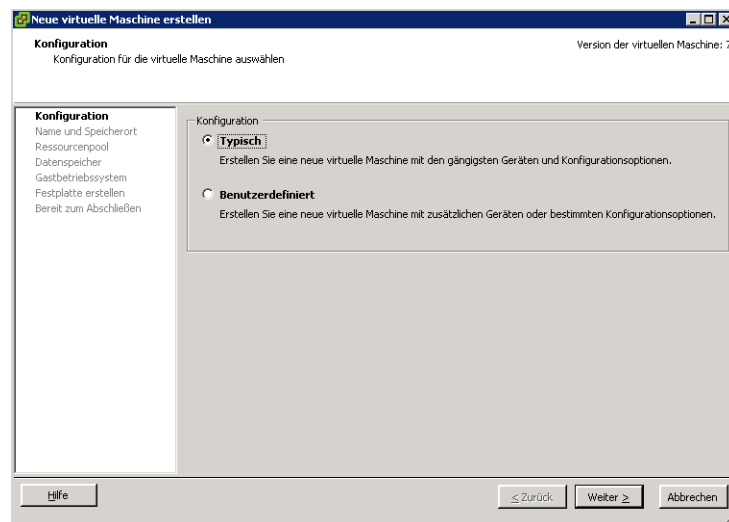 Neue virtuelle Maschine erstellen
Konfiguration
Konfiguration für die virtuelle Maschine auswählen
Version der virtuellen Maschine: 7
Konfiguration
Name und Speicherort
Ressourcenpool
Datenspeicher
Gastbetriebssystem
Festplatte erstellen
Bereit zum Abschließen
Konfiguration
Typisch
Erstellen Sie eine neue virtuelle Maschine mit den gängigsten Geräten und Konfigurationsoptionen.
Benutzerdefiniert
Erstellen Sie eine neue virtuelle Maschine mit zusätzlichen Geräten oder bestimmten Konfigurationsoptionen.
Hilfe
< Zurück
Weiter >
Abbrechen